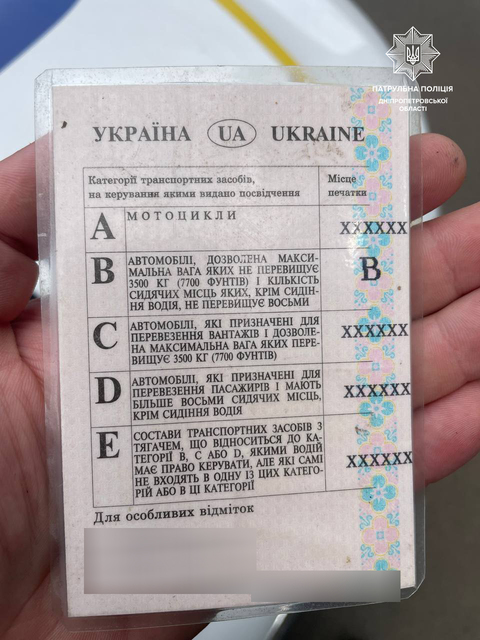 ПАТРУЛЬНА ПОЛІЦІЯ
ДНІПРОПЕТРОВСЬКОЇ
ОБЛАСТІ
УКРАЇНА UA UKRAINE
Категорії транспортних засобів,
на керування якими видано посвідчення
Місце
печатки
A МОТОЦИКЛИ
XXXXXX
B АВТОМОБІЛІ, ДОЗВОЛЕНА МАКСИ-
МАЛЬНА ВАГА ЯКИХ НЕ ПЕРЕВИЩУЄ
3500 КГ (7700 ФУНТІВ) І КІЛЬКІСТЬ
СИДЯЧИХ МІСЦЬ ЯКИХ, КРІМ СИДІН-
НЯ ВОДІЯ, НЕ ПЕРЕВИЩУЄ ВОСЬМИ
B
C АВТОМОБІЛІ, ЯКІ ПРИЗНАЧЕНІ ДЛЯ
ПЕРЕВЕЗЕННЯ ВАНТАЖІВ І ДОЗВОЛЕ-
НА МАКСИМАЛЬНА ВАГА ЯКИХ ПЕРЕ-
ВИЩУЄ 3500 КГ (7700 ФУНТІВ)
XXXXXX
D АВТОМОБІЛІ, ЯКІ ПРИЗНАЧЕНІ ДЛЯ
ПЕРЕВЕЗЕННЯ ПАСАЖИРІВ І МАЮТЬ
БІЛЬШЕ ВОСЬМИ СИДЯЧИХ МІСЦЬ,
КРІМ СИДІННЯ ВОДІЯ
XXXXXX
E СОСТАВИ ТРАНСПОРТНИХ ЗАСОБІВ З
ТЯГАЧЕМ, ЩО ВІДНОСИТЬСЯ ДО КА-
ТЕГОРІЇ B, C АБО D, ЯКИМИ ВОДІЙ
МАЄ ПРАВО КЕРУВАТИ, АЛЕ ЯКІ САМІ
НЕ ВХОДЯТЬ В ОДНУ ІЗ ЦИХ КАТЕГО-
РІЙ АБО В ЦІ КАТЕГОРІЇ
XXXXXX
Для особливих відміток